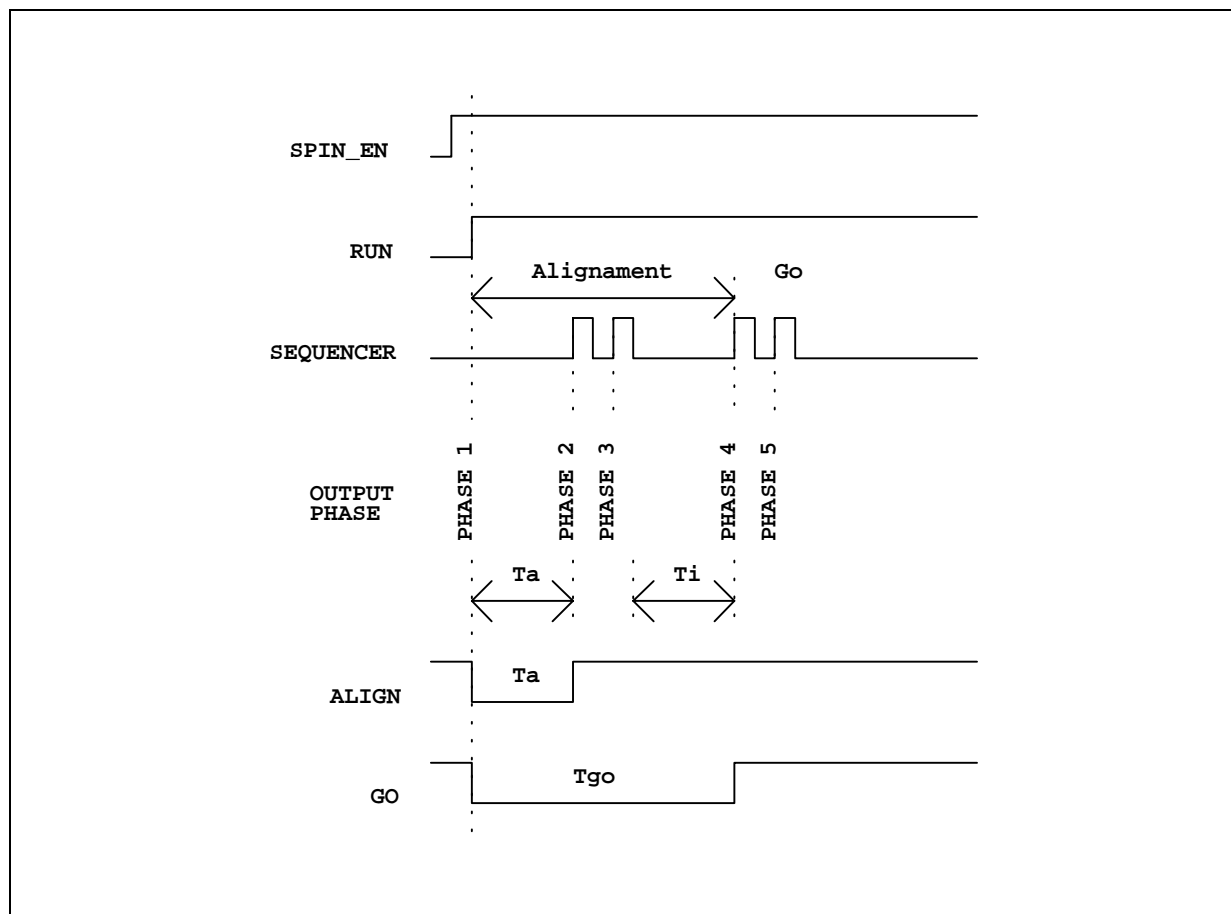 SPIN_EN
RUN
Alignament
Go
SEQUENCER
OUTPUT
PHASE
PHASE 1
PHASE 2
PHASE 3
PHASE 4
PHASE 5
Ta
Ti
ALIGN
Ta
GO
Tgo